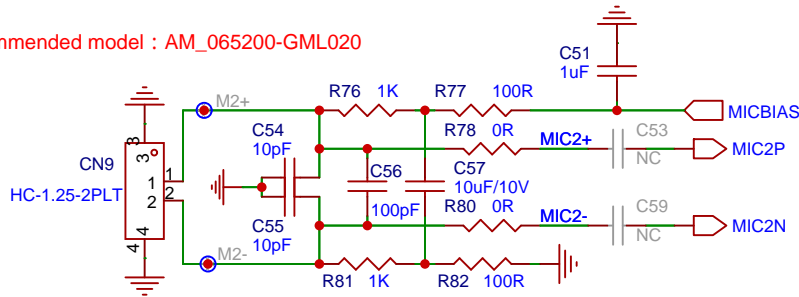 mmended model : AM_065200-GML020
C51
1uF
R76 1K R77 100R
M2+
MICBIAS
R78 0R MIC2+ C53
NC
MIC2P
C54
10pF
3
3
CN9
1 1
2 2
HC-1.25-2PLT
C56
100pF
C57
10uF/10V
R80 0R MIC2- C59
NC
MIC2N
C55
10pF
4
4
M2-
R81 1K R82 100R